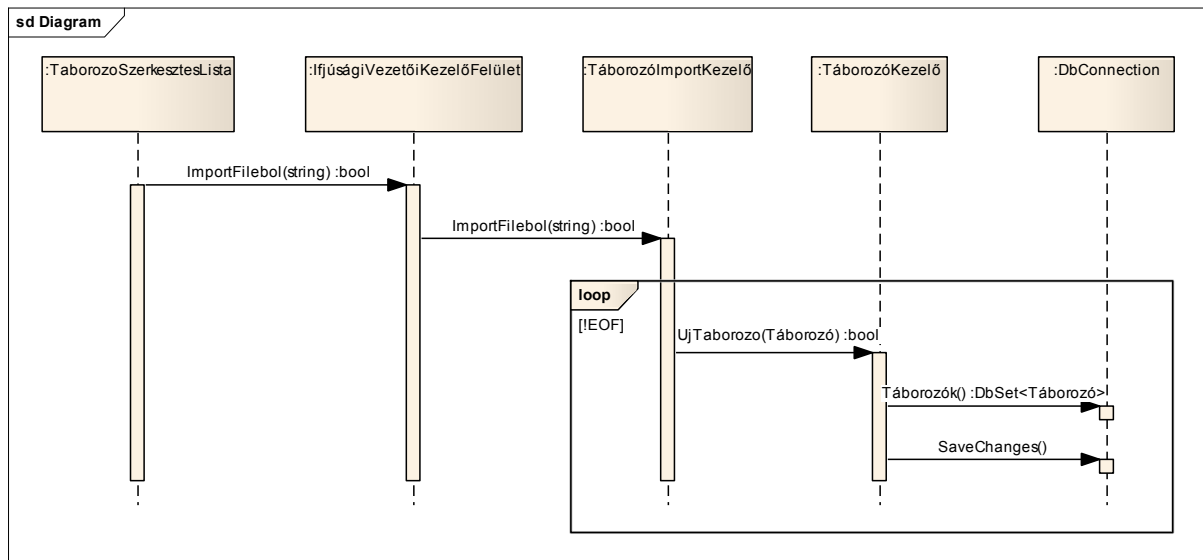 sd Diagram
:TaborozoSzerkesztesLista
:IfjúságiVezetőiKezelőFelület
:TáborozóImportKezelő
:TáborozóKezelő
:DbConnection
ImportFilebol(string) :bool
ImportFilebol(string) :bool
loop
[!EOF]
UjTaborozo(Táborozó) :bool
Táborozók() :DbSet<Táborozó>
SaveChanges()